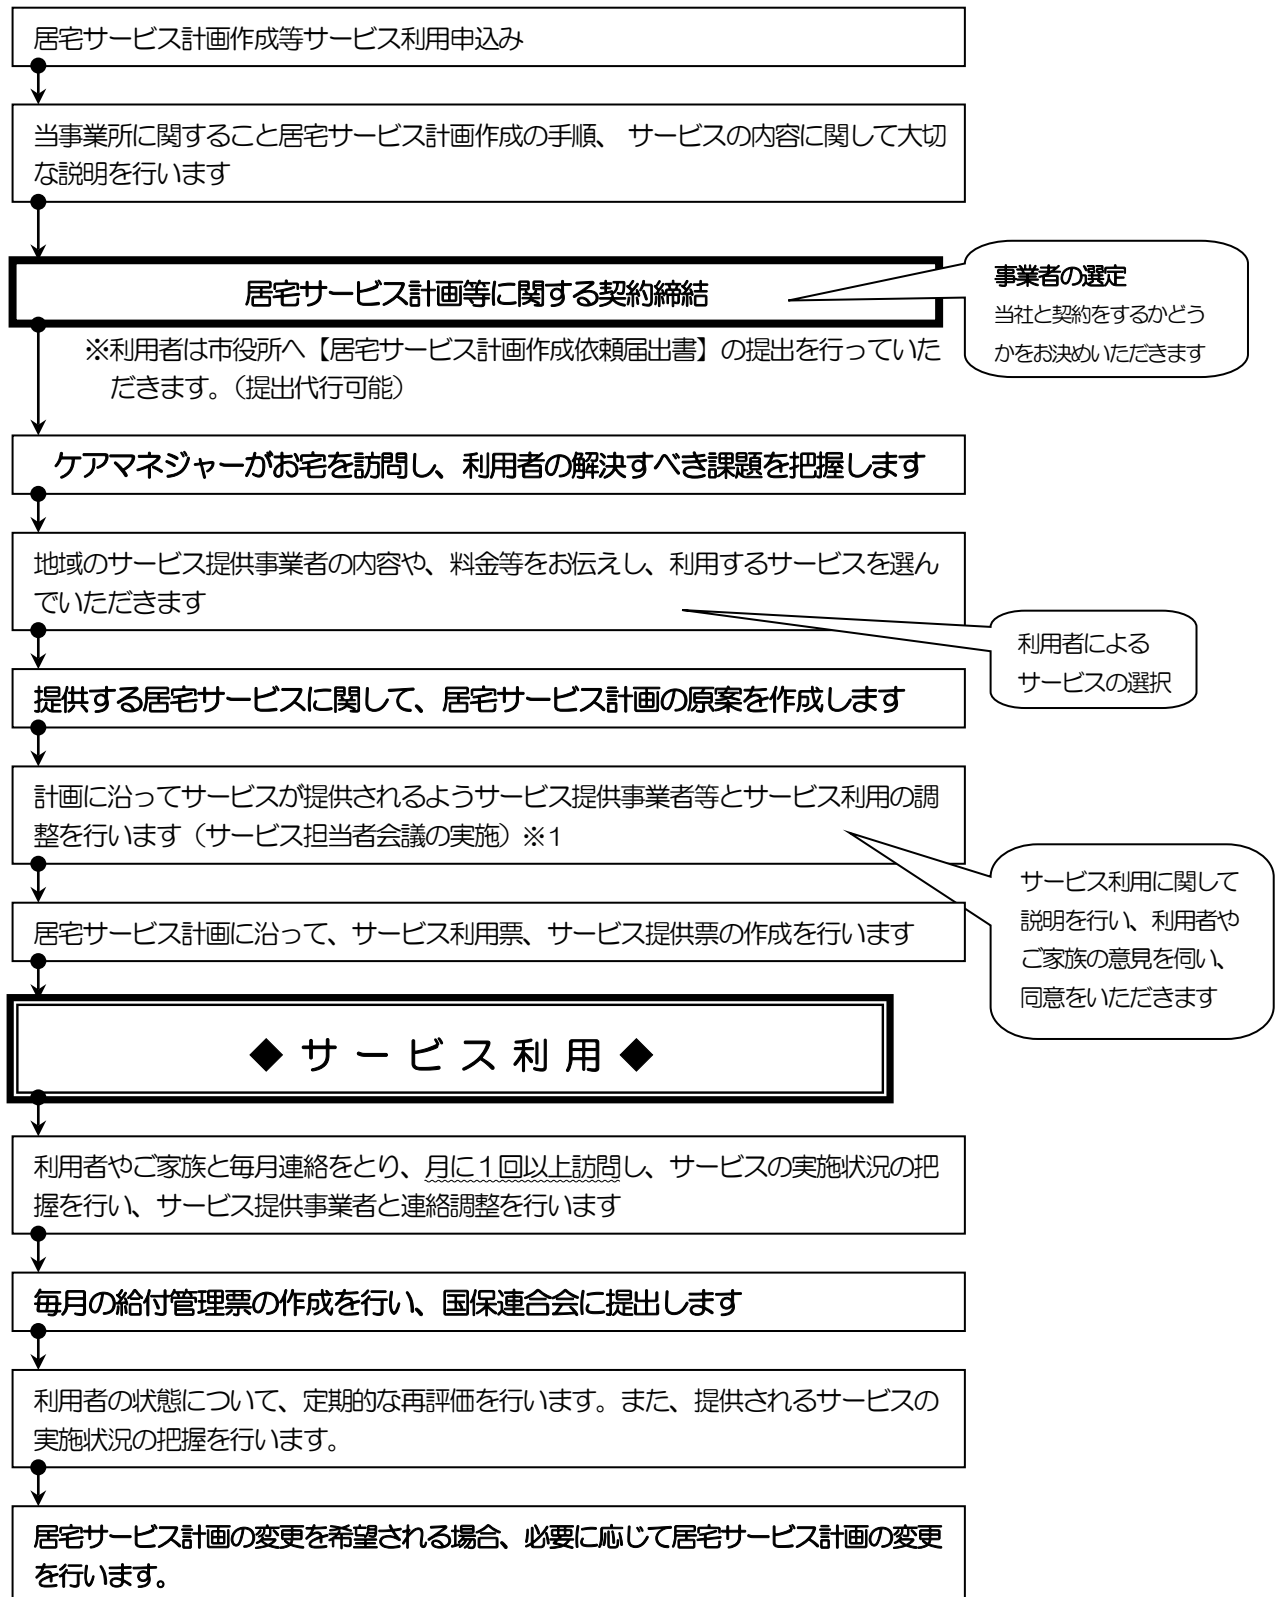 居宅サービス計画作成等サービス利用申込み
当事業所に関すること居宅サービス計画作成の手順、 サービスの内容に関して大切
な説明を行います
居宅サービス計画等に関する契約締結
事業者の選定
当社と契約をするかどう
かをお決めいただきます
※利用者は市役所へ【居宅サービス計画作成依頼届出書】の提出を行っていた
だきます。（提出代行可能）
ケアマネジャーがお宅を訪問し、利用者の解決すべき課題を把握します
地域のサービス提供事業者の内容や、料金等をお伝えし、利用するサービスを選ん
でいただきます
利用者による
サービスの選択
提供する居宅サービスに関して、居宅サービス計画の原案を作成します
計画に沿ってサービスが提供されるようサービス提供事業者等とサービス利用の調
整を行います（サービス担当者会議の実施）※1
サービス利用に関して
説明を行い、利用者や
ご家族の意見を伺い、
同意をいただきます
居宅サービス計画に沿って、サービス利用票、サービス提供票の作成を行います
◆ サ ー ビ ス 利 用 ◆
利用者やご家族と毎月連絡をとり、月に１回以上訪問し、サービスの実施状況の把
握を行い、サービス提供事業者と連絡調整を行います
毎月の給付管理票の作成を行い、国保連合会に提出します
利用者の状態について、定期的な再評価を行います。また、提供されるサービスの
実施状況の把握を行います。
居宅サービス計画の変更を希望される場合、必要に応じて居宅サービス計画の変更
を行います。